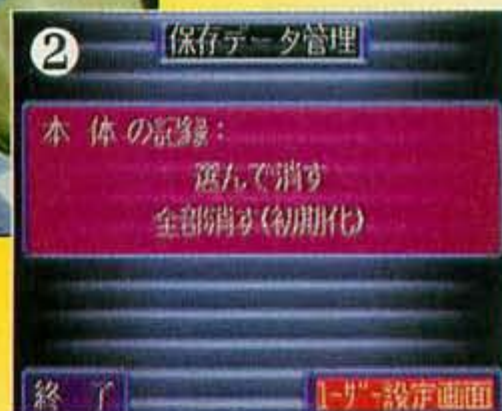 ②
保存データ管理
本体の記録：
選んで消す
全部消す(初期化)
終了
ユーザー設定画面